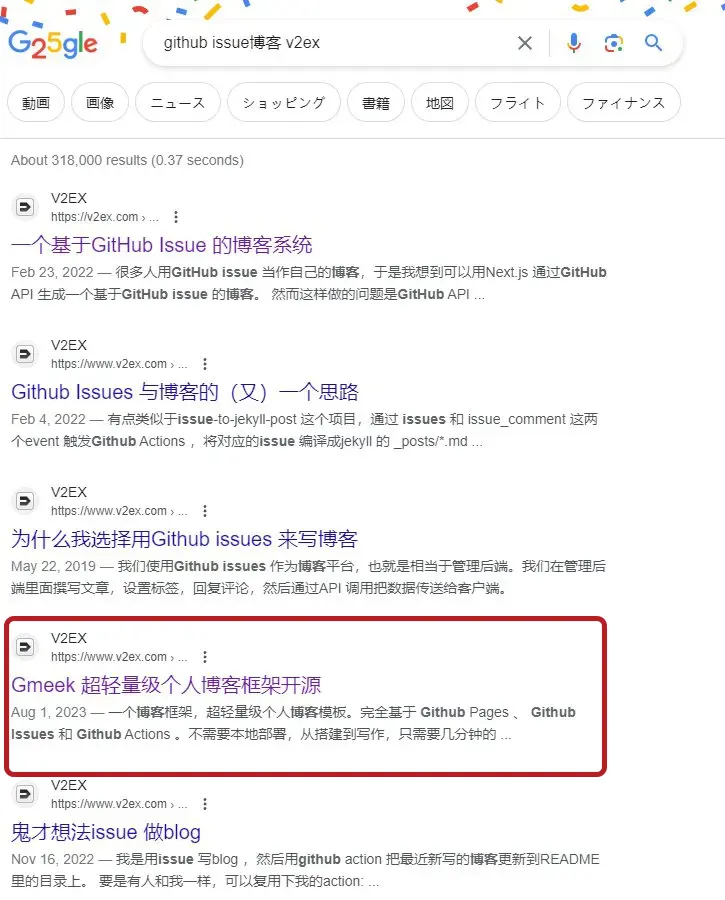 G25gle
github issue博客 v2ex
動画 画像 ニュース ショッピング 書籍 地図 フライト ファイナンス
About 318,000 results (0.37 seconds)
V2EX
https://v2ex.com › ...
一个基于GitHub Issue 的博客系统
Feb 23, 2022 — 很多人用GitHub issue 当作自己的博客，于是我想到可以用Next.js 通过GitHub
API 生成一个基于GitHub issue 的博客。 然而这样做的问题是GitHub API ...
V2EX
https://www.v2ex.com › ...
Github Issues 与博客的（又）一个思路
Feb 4, 2022 — 有点类似于issue-to-jekyll-post 这个项目，通过 issues 和 issue_comment 这两
个event 触发Github Actions ，将对应的issue 编译成jekyll 的 _posts/*.md ...
V2EX
https://www.v2ex.com › ...
为什么我选择用Github issues 来写博客
May 22, 2019 — 我们使用Github issues 作为博客平台，也就是相当于管理后端。我们在管理后
端里面撰写文章，设置标签，回复评论，然后通过API 调用把数据传送给客户端。
V2EX
https://www.v2ex.com › ...
Gmeek 超轻量级个人博客框架开源
Aug 1, 2023 — 一个博客框架，超轻量级个人博客模板。完全基于 Github Pages 、 Github
Issues 和 Github Actions 。不需要本地部署，从搭建到写作，只需要几分钟的 ...
V2EX
https://www.v2ex.com › ...
鬼才想法issue 做blog
Nov 16, 2022 — 我是用issue 写blog ，然后用github action 把最近新写的博客更新到README
里的目录上。 要是有人和我一样，可以复用下我的action: ...